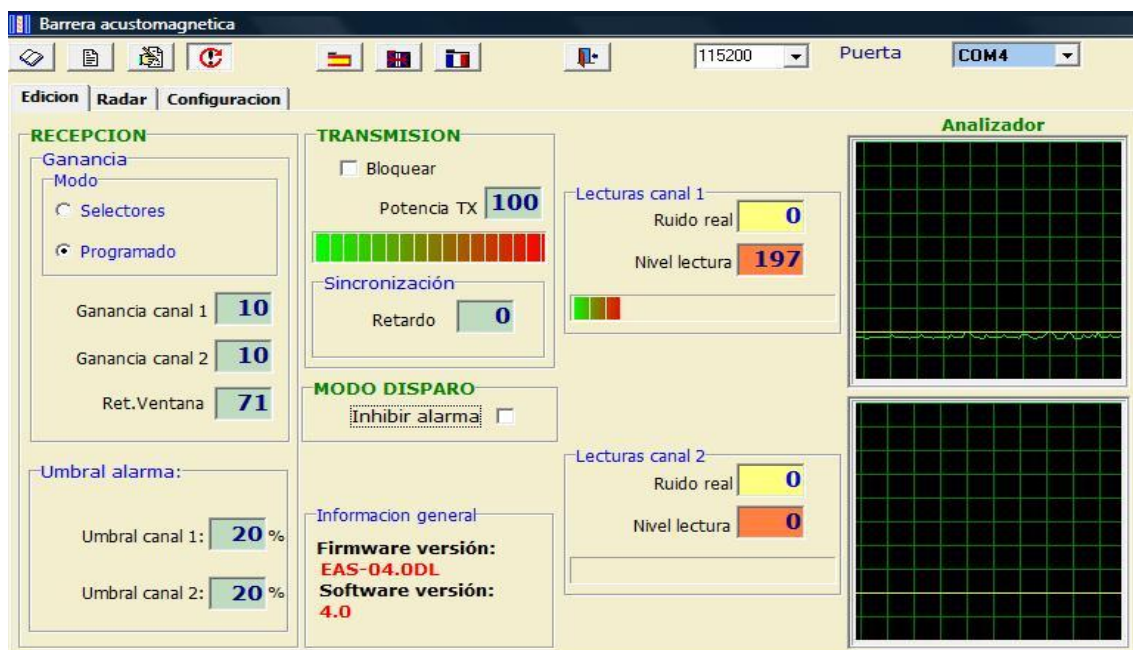 Barrera acustomagnetica
115200
Puerta
COM4
Edicion
Radar
Configuracion
RECEPCION
Ganancia
Modo
Selectores
Programado
Ganancia canal 1 10
Ganancia canal 2 10
Ret.Ventana 71
Umbral alarma:
Umbral canal 1: 20 %
Umbral canal 2: 20 %
TRANSMISION
Bloquear
Potencia TX 100
Sincronización
Retardo 0
MODO DISPARO
Inhibir alarma
Informacion general
Firmware versión:
EAS-04.0DL
Software versión:
4.0
Lecturas canal 1
Ruido real 0
Nivel lectura 197
Lecturas canal 2
Ruido real 0
Nivel lectura 0
Analizador